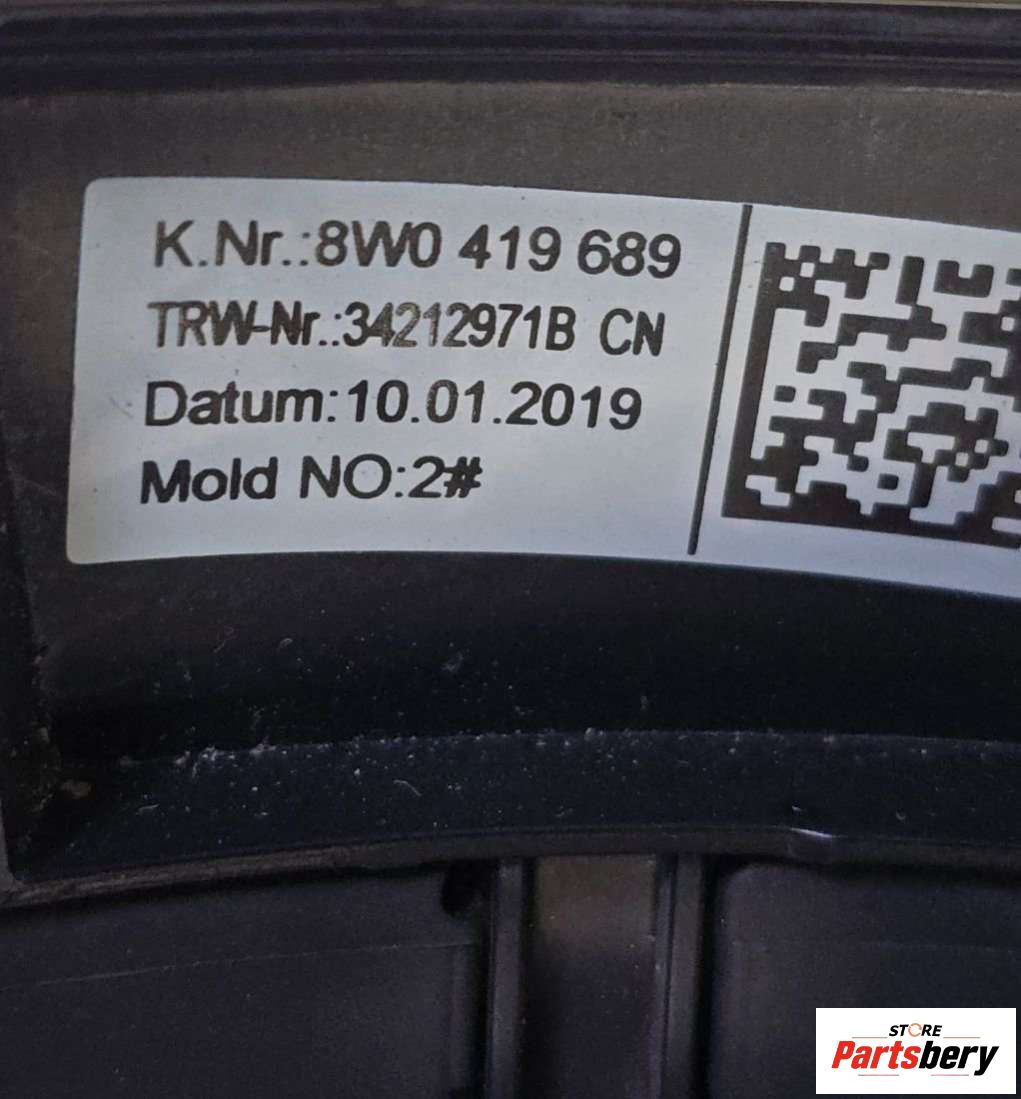 K.Nr.:8W0 419 689
TRW-Nr.:34212971B CN
Datum:10.01.2019
Mold NO:2#
STORE
Partsbery